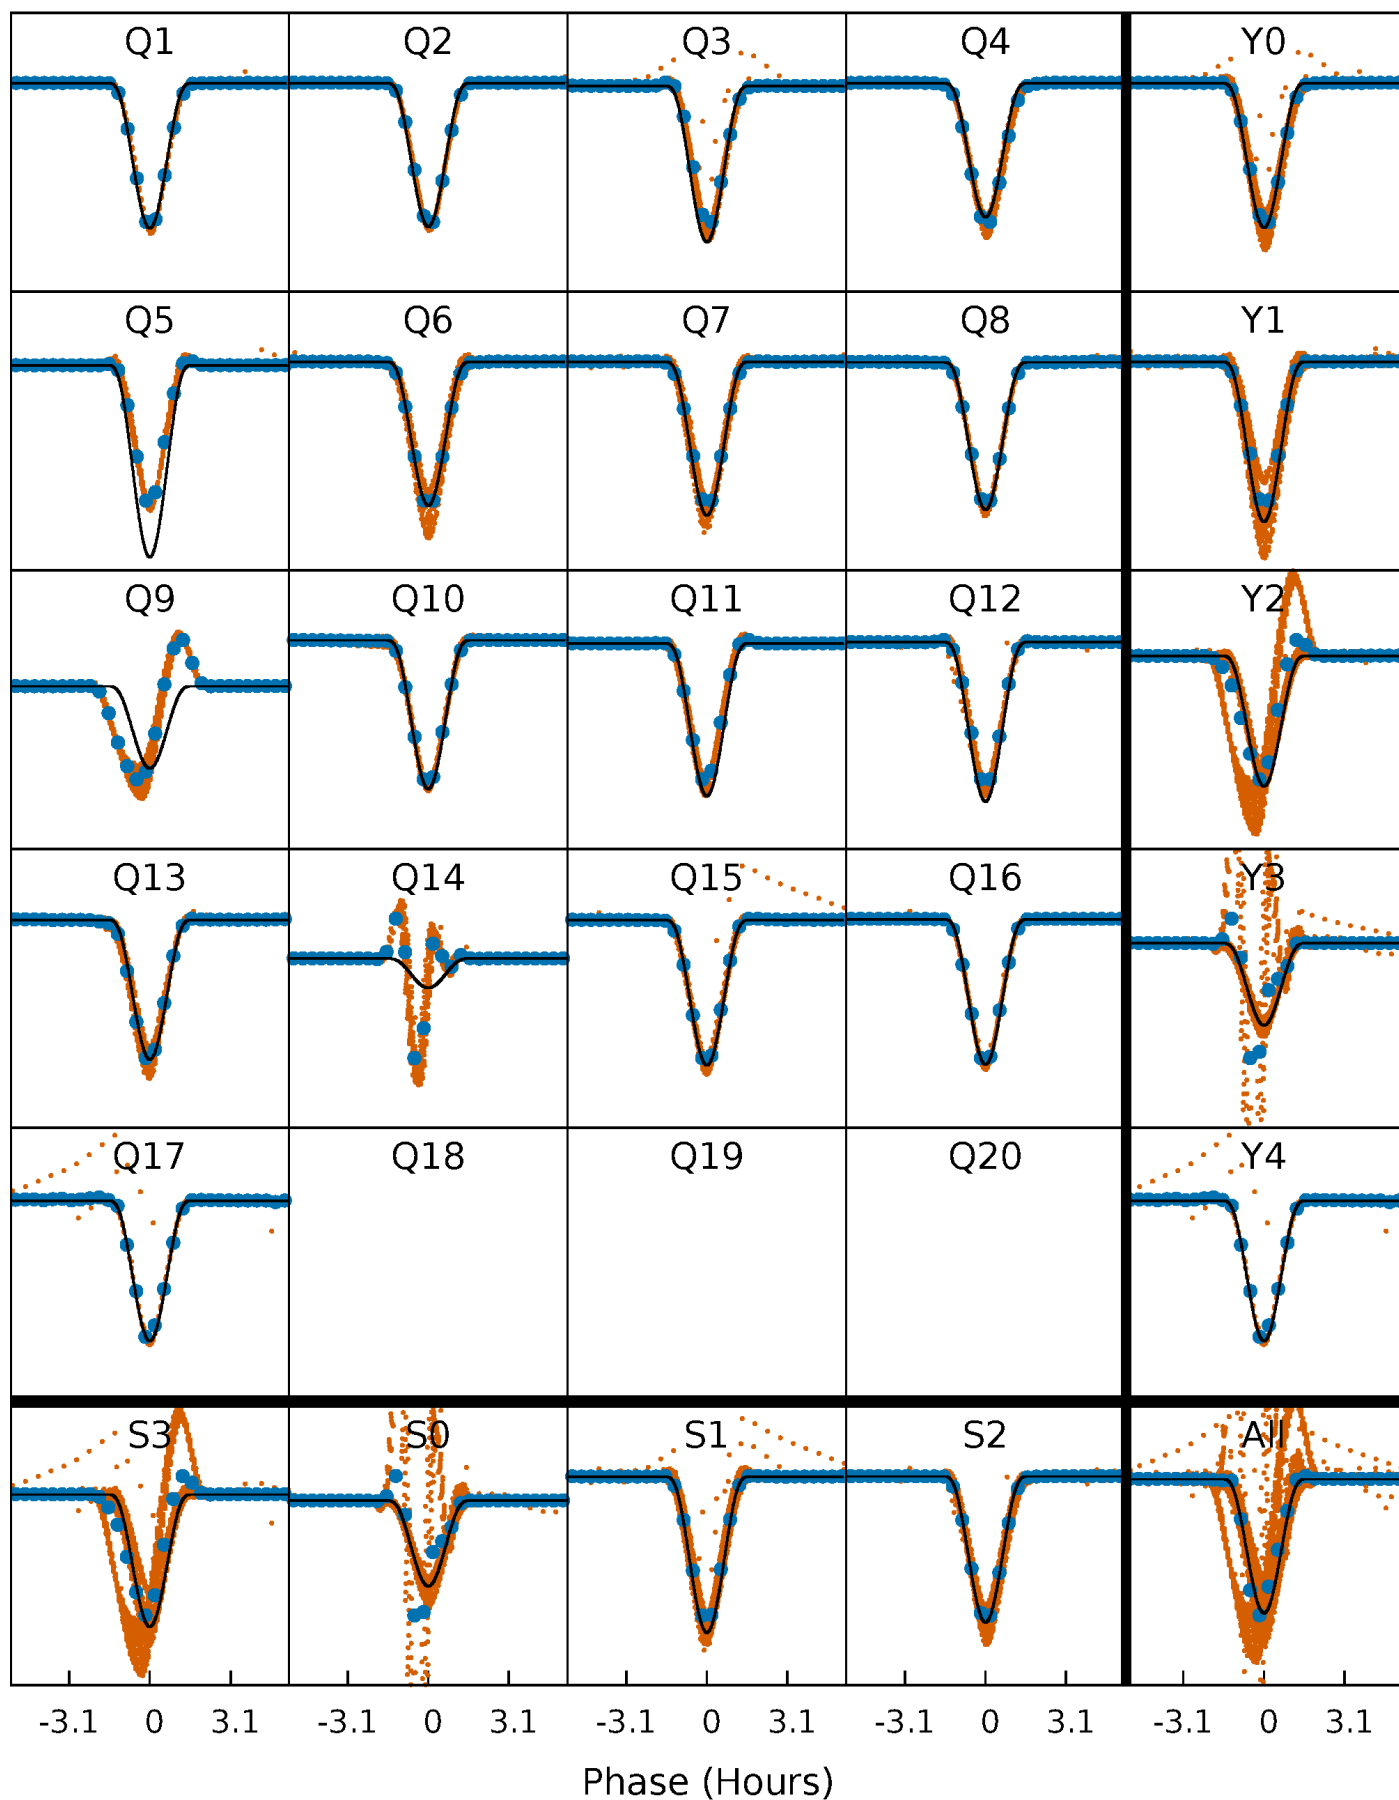 Q1 Q2 Q3 Q4 Y0
Q5 Q6 Q7 Q8 Y1
Q9 Q10 Q11 Q12 Y2
Q13 Q14 Q15 Q16 Y3
Q17 Q18 Q19 Q20 Y4
S3 S0 S1 S2 All
-3.1 0 3.1 -3.1 0 3.1 -3.1 0 3.1 -3.1 0 3.1 -3.1 0 3.1
Phase (Hours)